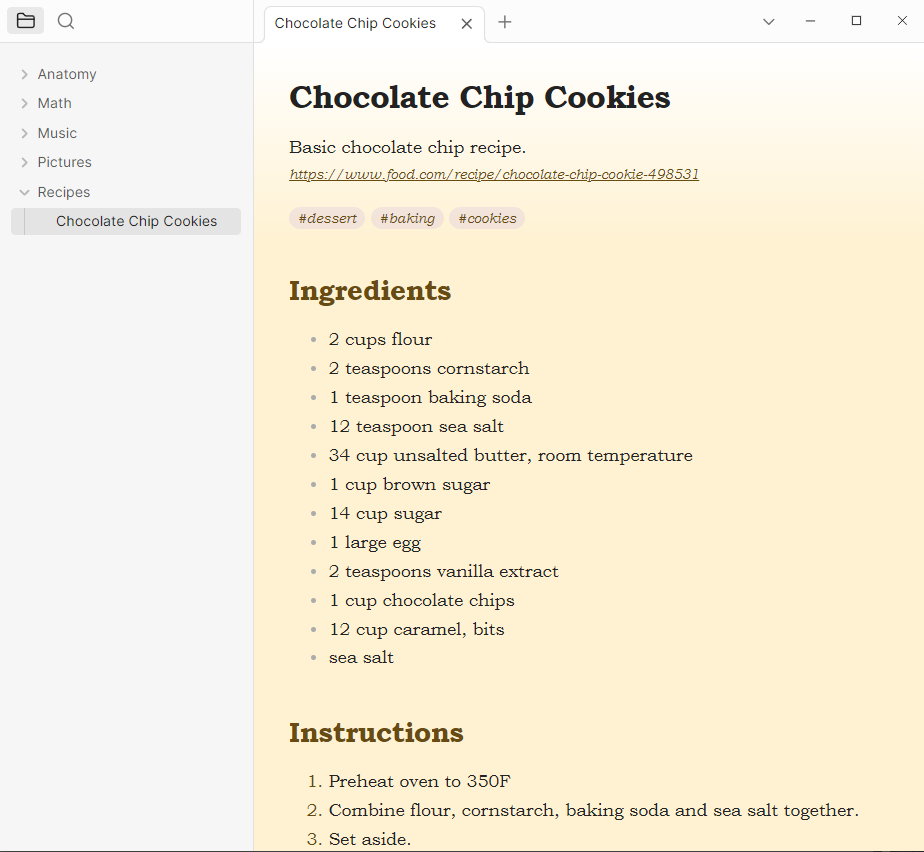 Chocolate Chip Cookies
Anatomy
Math
Music
Pictures
Recipes
Chocolate Chip Cookies
Chocolate Chip Cookies
Basic chocolate chip recipe.
https://www.food.com/recipe/chocolate-chip-cookie-498531
#dessert #baking #cookies
Ingredients
2 cups flour
2 teaspoons cornstarch
1 teaspoon baking soda
12 teaspoon sea salt
34 cup unsalted butter, room temperature
1 cup brown sugar
14 cup sugar
1 large egg
2 teaspoons vanilla extract
1 cup chocolate chips
12 cup caramel, bits
sea salt
Instructions
1. Preheat oven to 350F
2. Combine flour, cornstarch, baking soda and sea salt together.
3. Set aside.